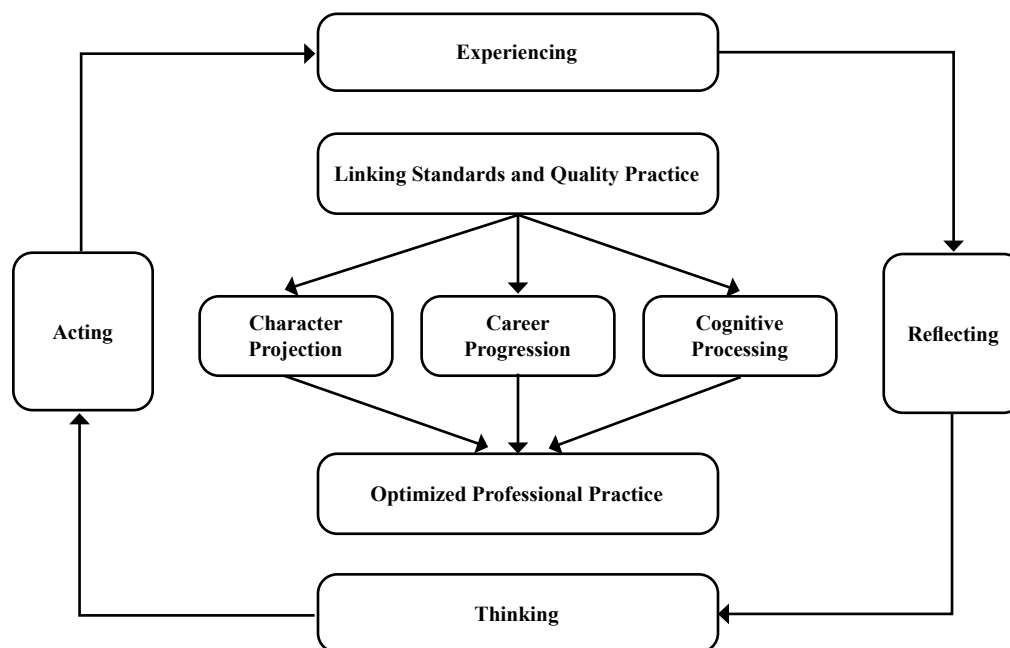 Experiencing
Linking Standards and Quality Practice
Acting
Character
Projection
Career
Progression
Cognitive
Processing
Reflecting
Optimized Professional Practice
Thinking